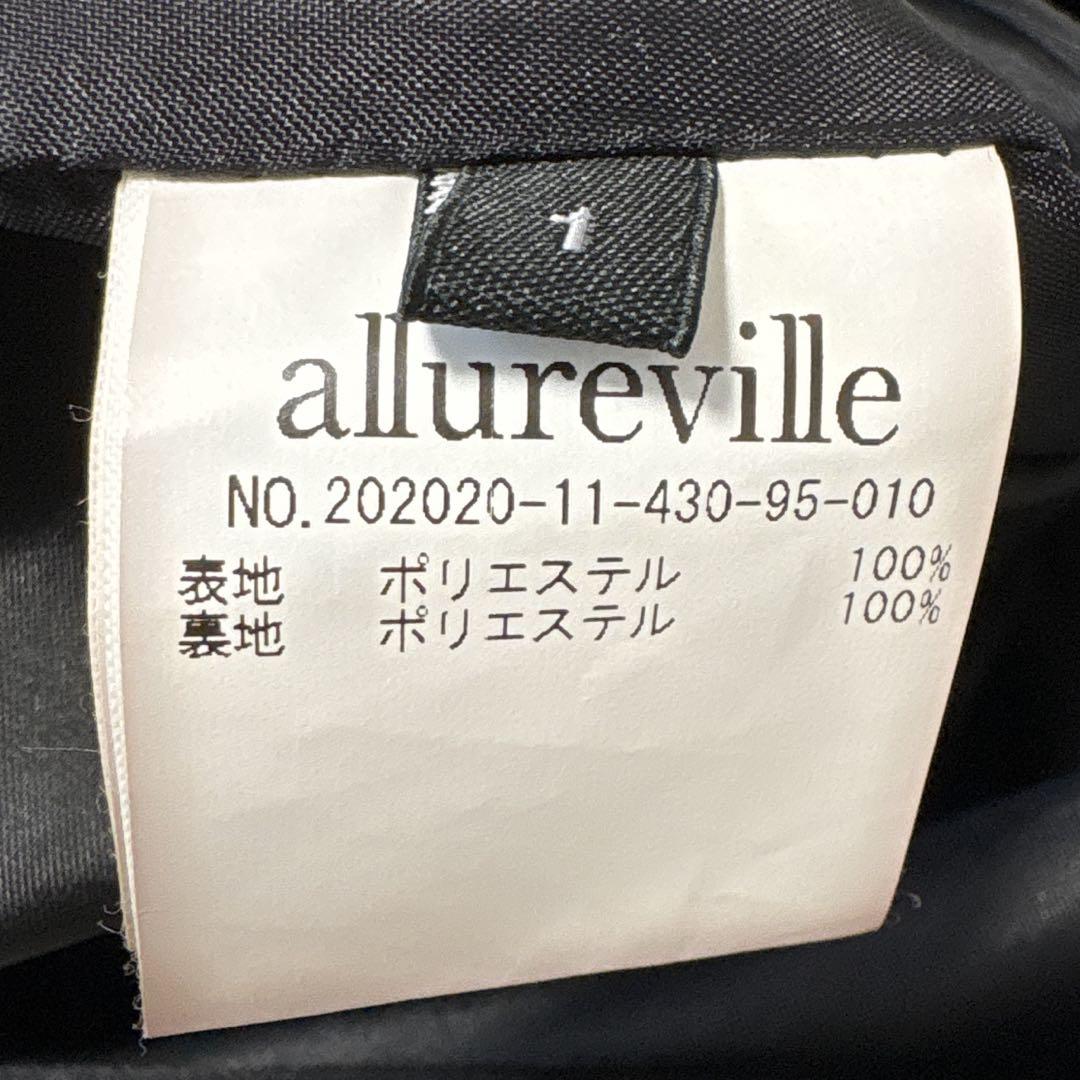 1
allureville
NO.202020-11-430-95-010
表地 ポリエステル 100%
裏地 ポリエステル 100%